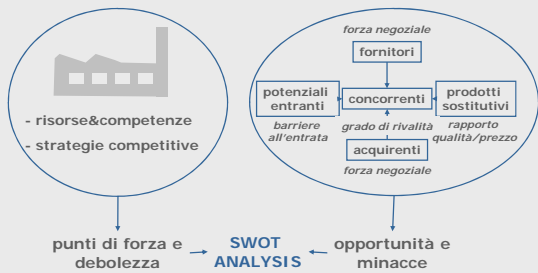 - risorse&competenze
- strategie competitive
forza negoziale
fornitori
potenziali
entranti
concorrenti
prodotti
sostitutivi
barriere
all'entrata
grado di rivalità
rapporto
qualità/prezzo
acquirenti
forza negoziale
punti di forza e
debolezza
SWOT
ANALYSIS
opportunità e
minacce